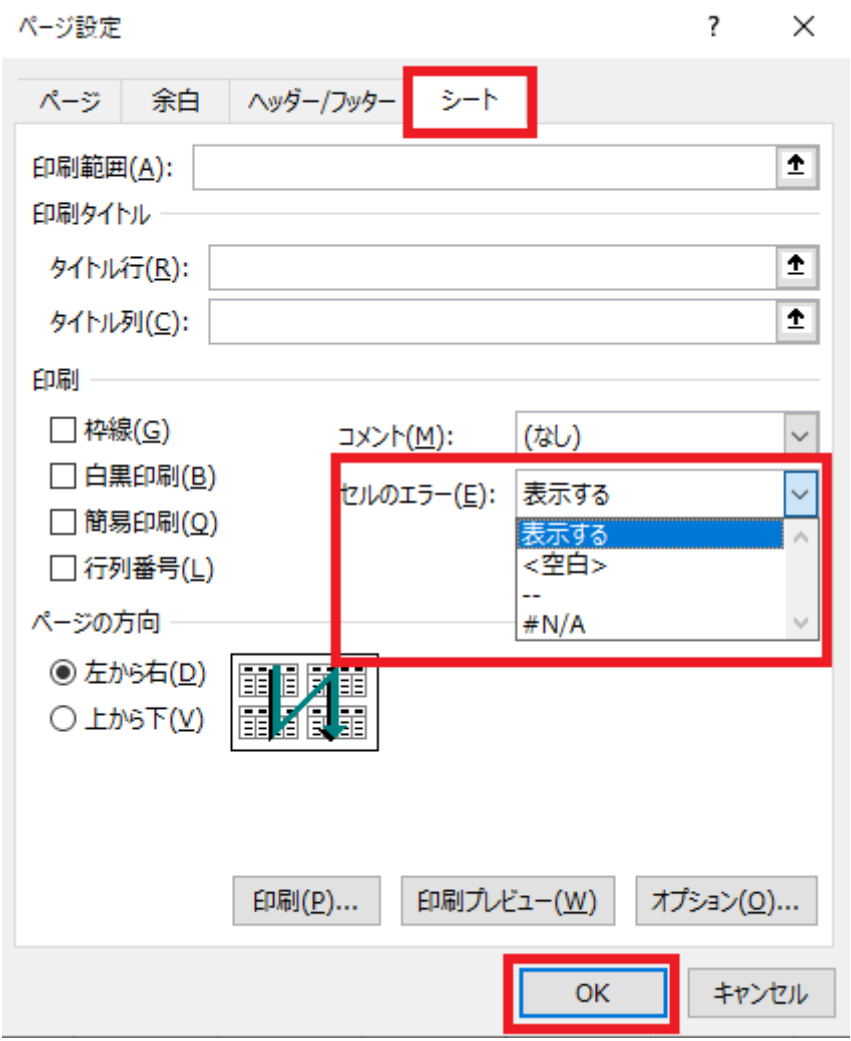 ページ設定 ? ×
ページ 余白 ヘッダー/フッター シート
印刷範囲(A):
印刷タイトル
タイトル行(R):
タイトル列(C):
印刷
枠線(G) コメント(M): (なし)
白黒印刷(B) セルのエラー(E): 表示する
表示する
簡易印刷(Q) <空白>
--
行列番号(L) #N/A
ページの方向
左から右(D)
上から下(V)
印刷(P)... 印刷プレビュー(W) オプション(O)...
OK キャンセル